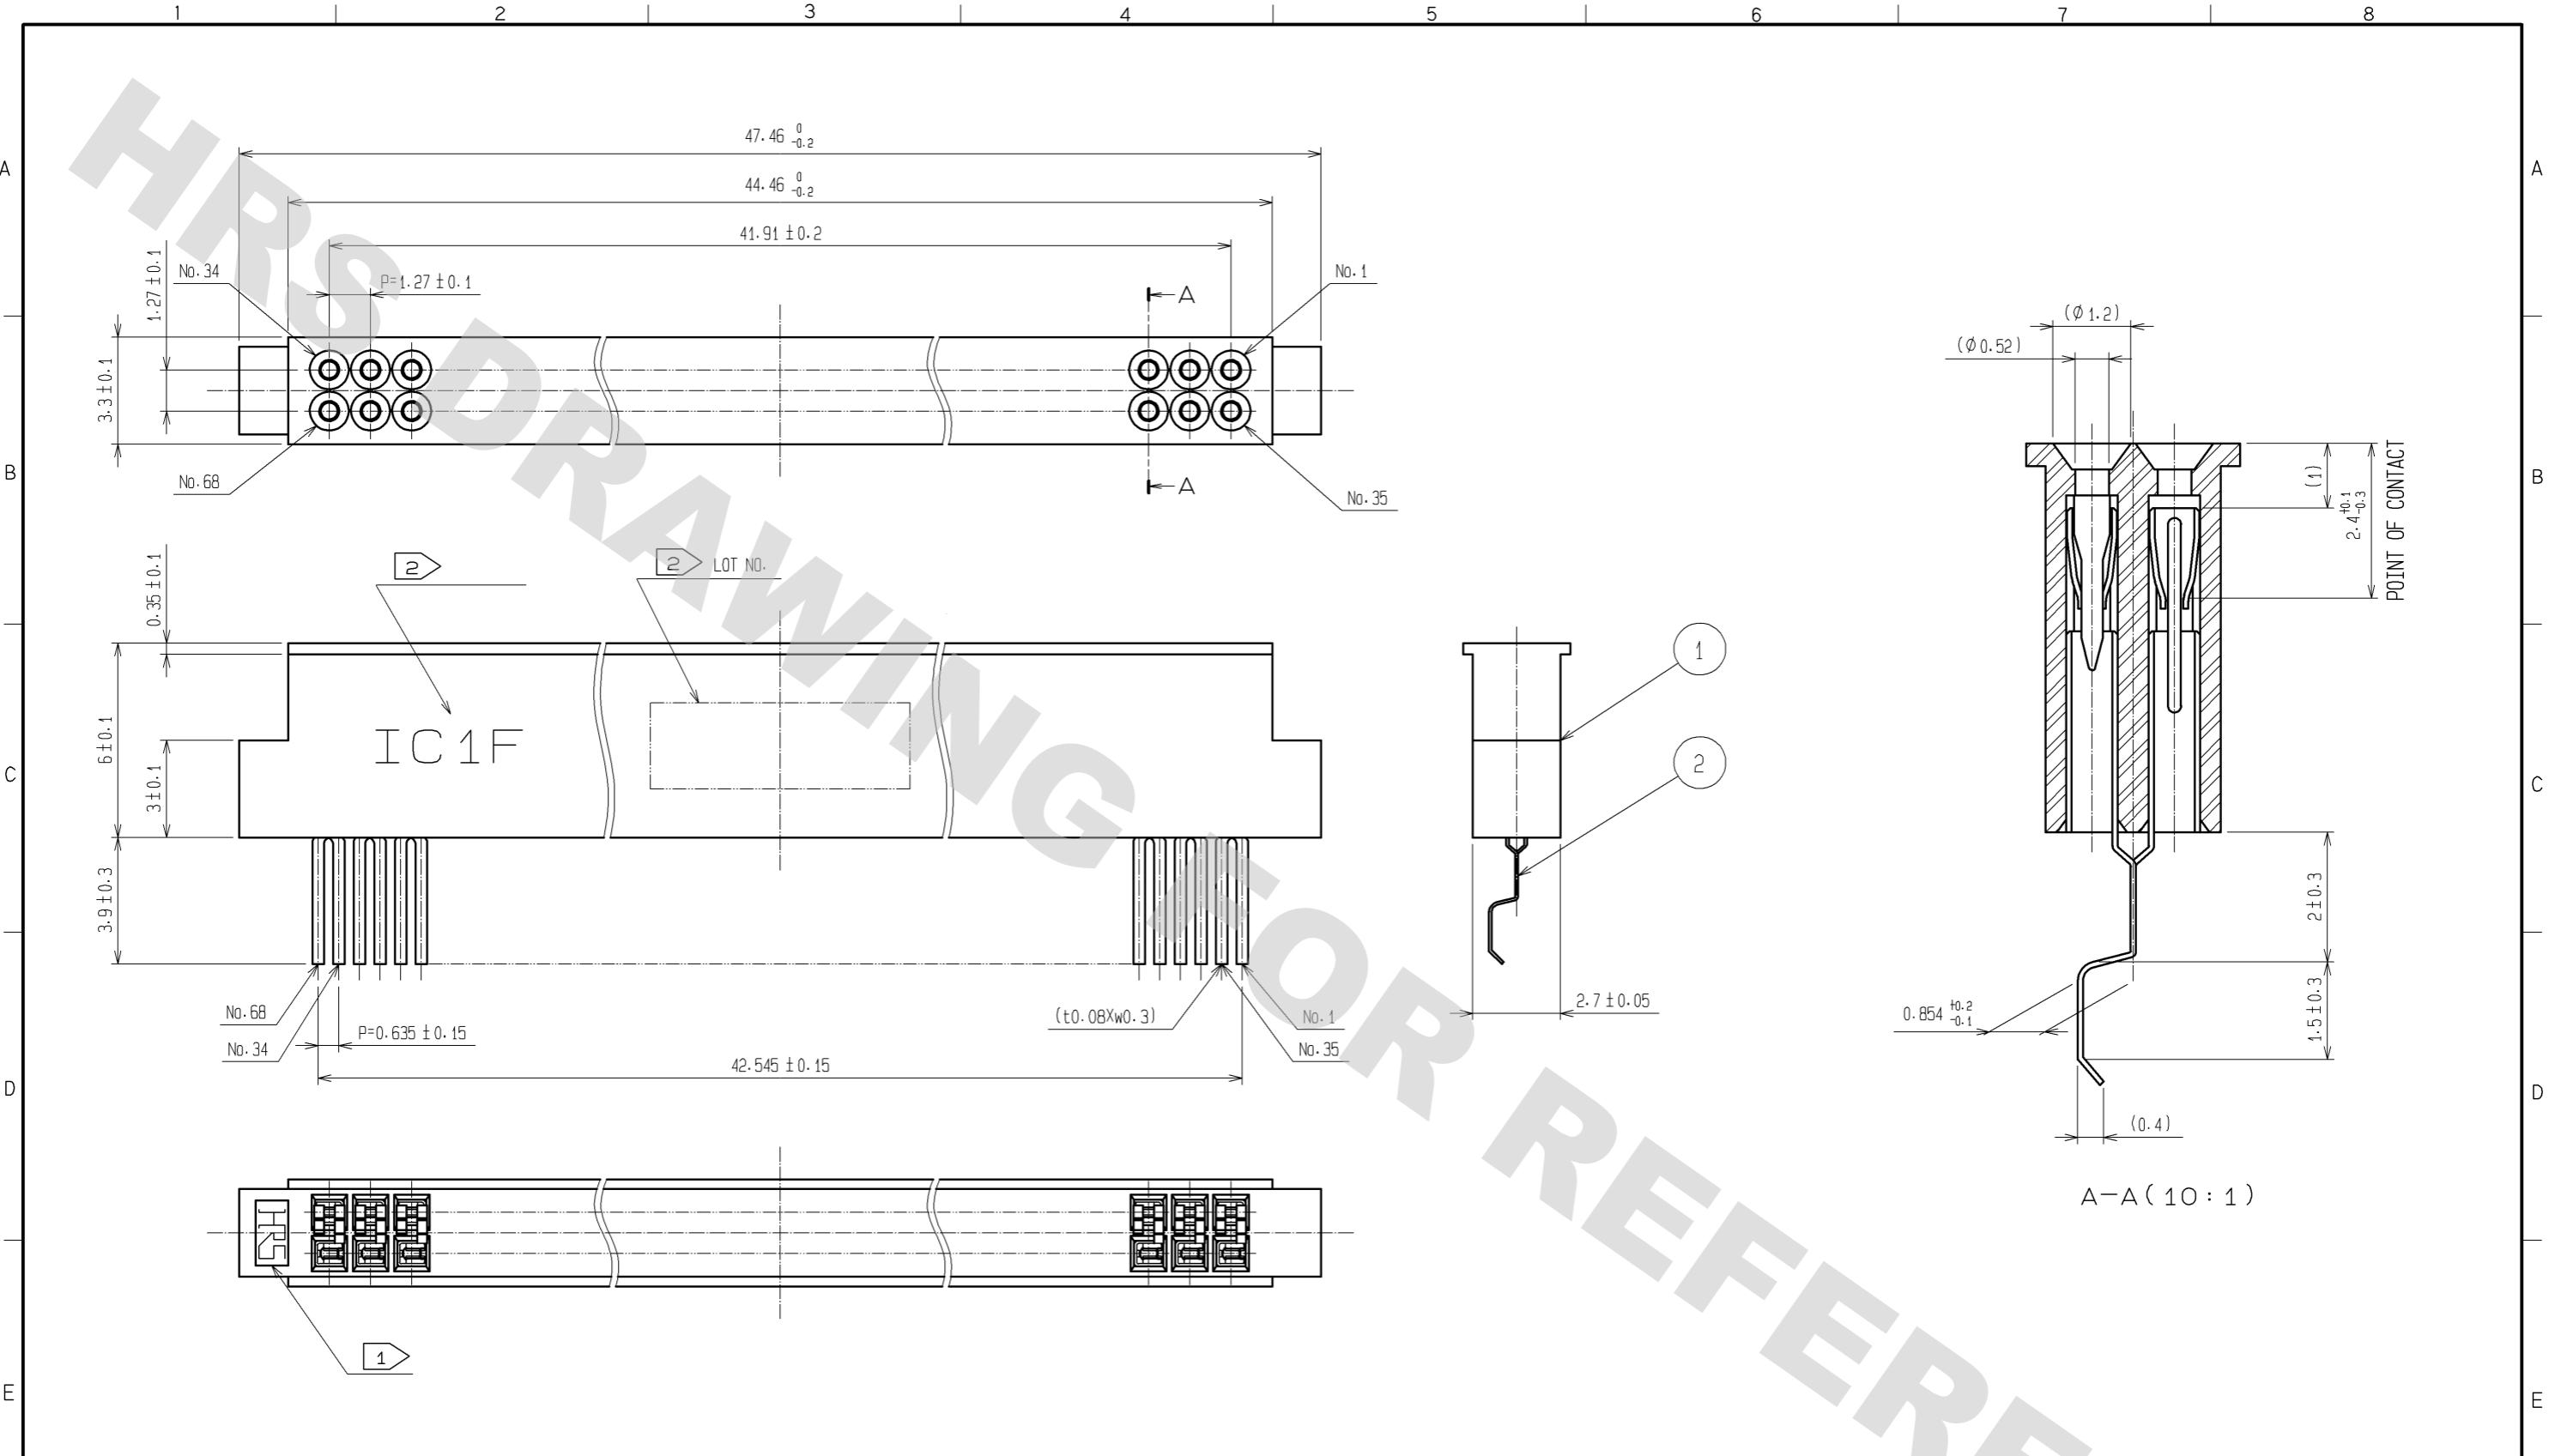 1 2 3 4 5 6 7 8
A A
47.46 0 -0.2
44.46 0 -0.2
41.91 ±0.2
1.27 ±0.1
No.34
P=1.27 ±0.1
A
No.1
3.3 ±0.1
No.68
A
No.35
B B
(Ø 1.2)
(Ø 0.52)
(1)
2.4 +0.1 -0.3
POINT OF CONTACT
0.35 ±0.1
2
2 LOT NO.
6 ±0.1
3 ±0.1
IC1F
1
2
C C
3.9 ±0.3
No.68
No.34
P=0.635 ±0.15
(t0.08Xw0.3)
No.1
No.35
42.545 ±0.15
2.7 ±0.05
2 ±0.3
0.854 +0.2 -0.1
1.5 ±0.3
(0.4)
D D
A-A(10:1)
HRS
1
E E
HRS DRAWING FOR REFERE